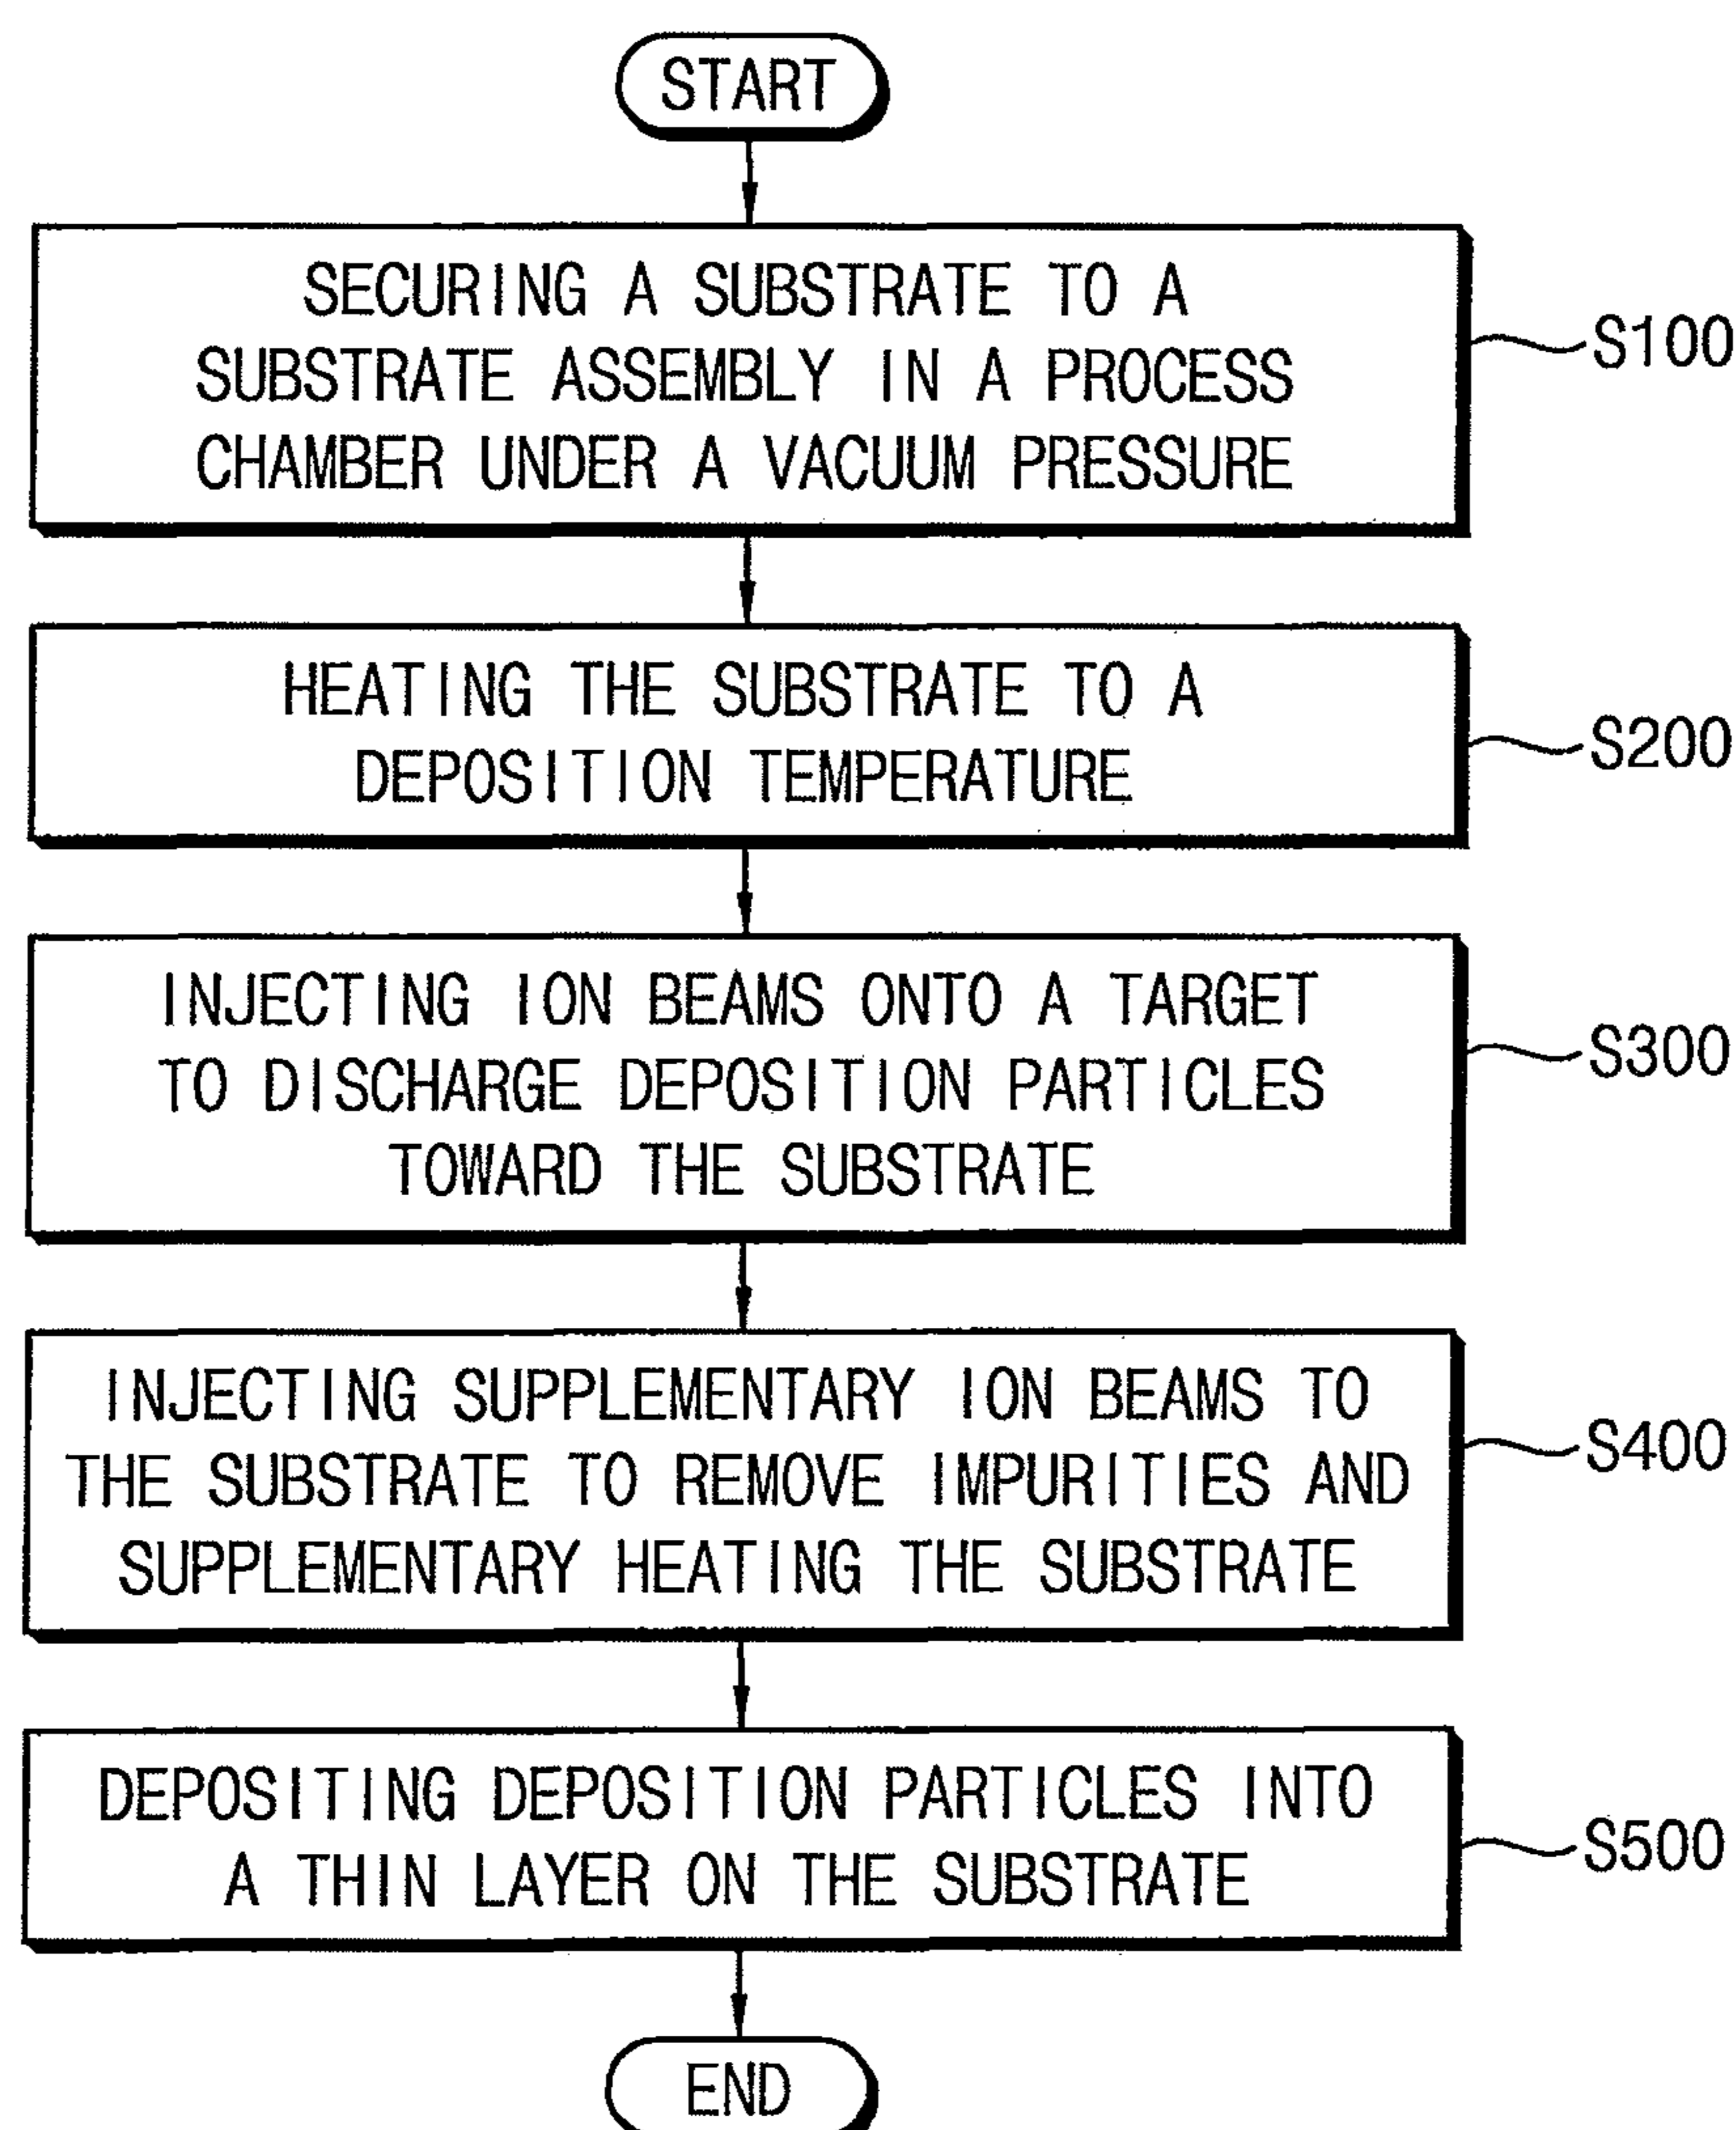 START
SECURING A SUBSTRATE TO A
SUBSTRATE ASSEMBLY IN A PROCESS
CHAMBER UNDER A VACUUM PRESSURE
S100
HEATING THE SUBSTRATE TO A
DEPOSITION TEMPERATURE
S200
INJECTING ION BEAMS ONTO A TARGET
TO DISCHARGE DEPOSITION PARTICLES
TOWARD THE SUBSTRATE
S300
INJECTING SUPPLEMENTARY ION BEAMS TO
THE SUBSTRATE TO REMOVE IMPURITIES AND
SUPPLEMENTARY HEATING THE SUBSTRATE
S400
DEPOSITING DEPOSITION PARTICLES INTO
A THIN LAYER ON THE SUBSTRATE
S500
END